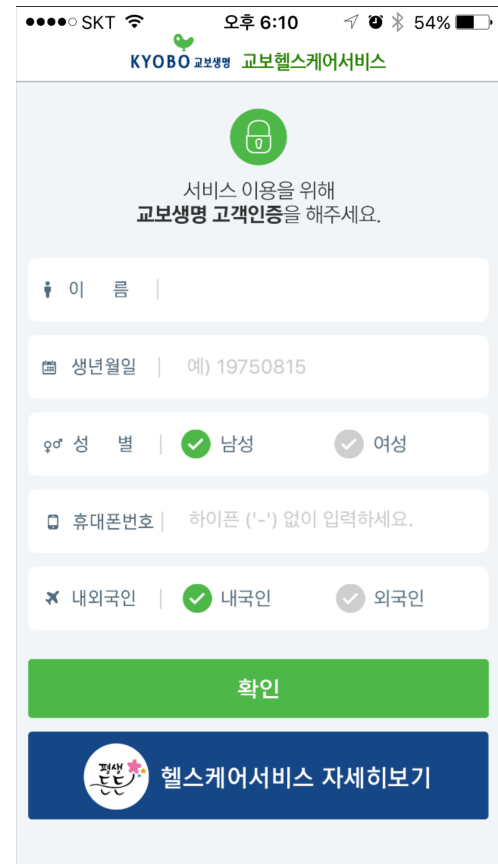 SKT 오후 6:10 54%
KYOBO 교보생명 교보헬스케어서비스
서비스 이용을 위해
교보생명 고객인증을 해주세요.
이 름
생년월일 예) 19750815
성 별 남성 여성
휴대폰번호 하이픈 ('-') 없이 입력하세요.
내외국인 내국인 외국인
확인
평생
든든
헬스케어서비스 자세히보기